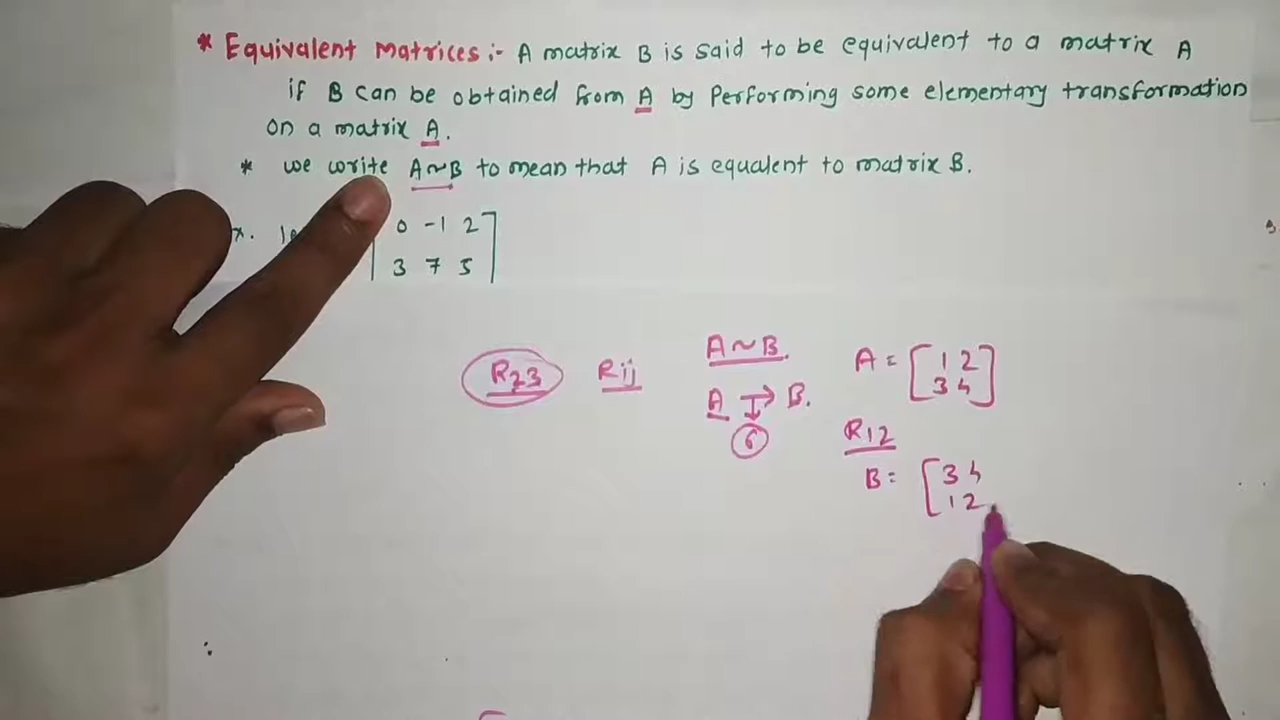 * Equivalent Matrices :- A matrix B is said to be equivalent to a matrix A
if B can be obtained from A by Performing some elementary transformation
on a matrix A.
* we write A~B to mean that A is equalent to matrix B.
x.
0 -1 2
3 7 5
R23 Rij
A~B.
A → B.
6
A = [1 2
3 4]
R12
B = [3 4
1 2